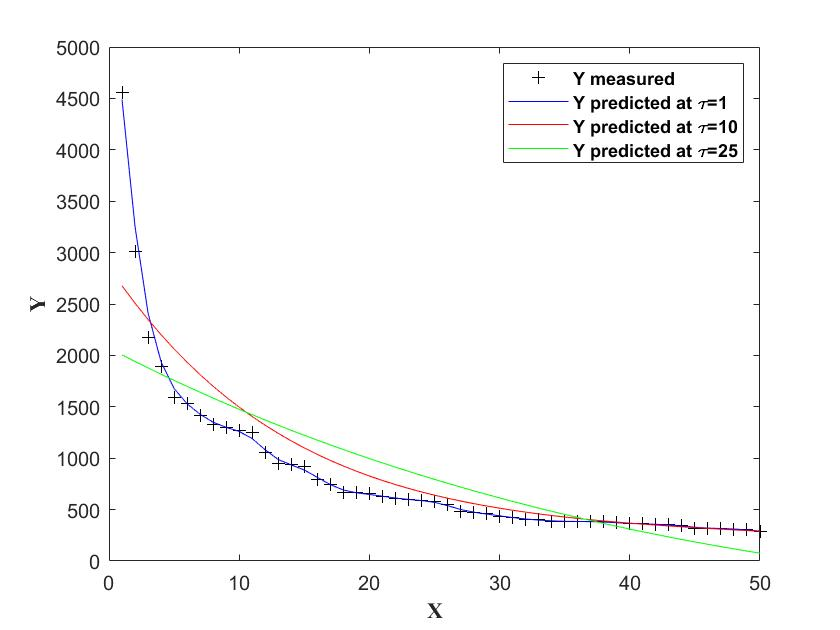 5000
4500
4000
3500
3000
2500
2000
1500
1000
500
0
Y
Y measured
Y predicted at τ=1
Y predicted at τ=10
Y predicted at τ=25
0 10 20 30 40 50
X